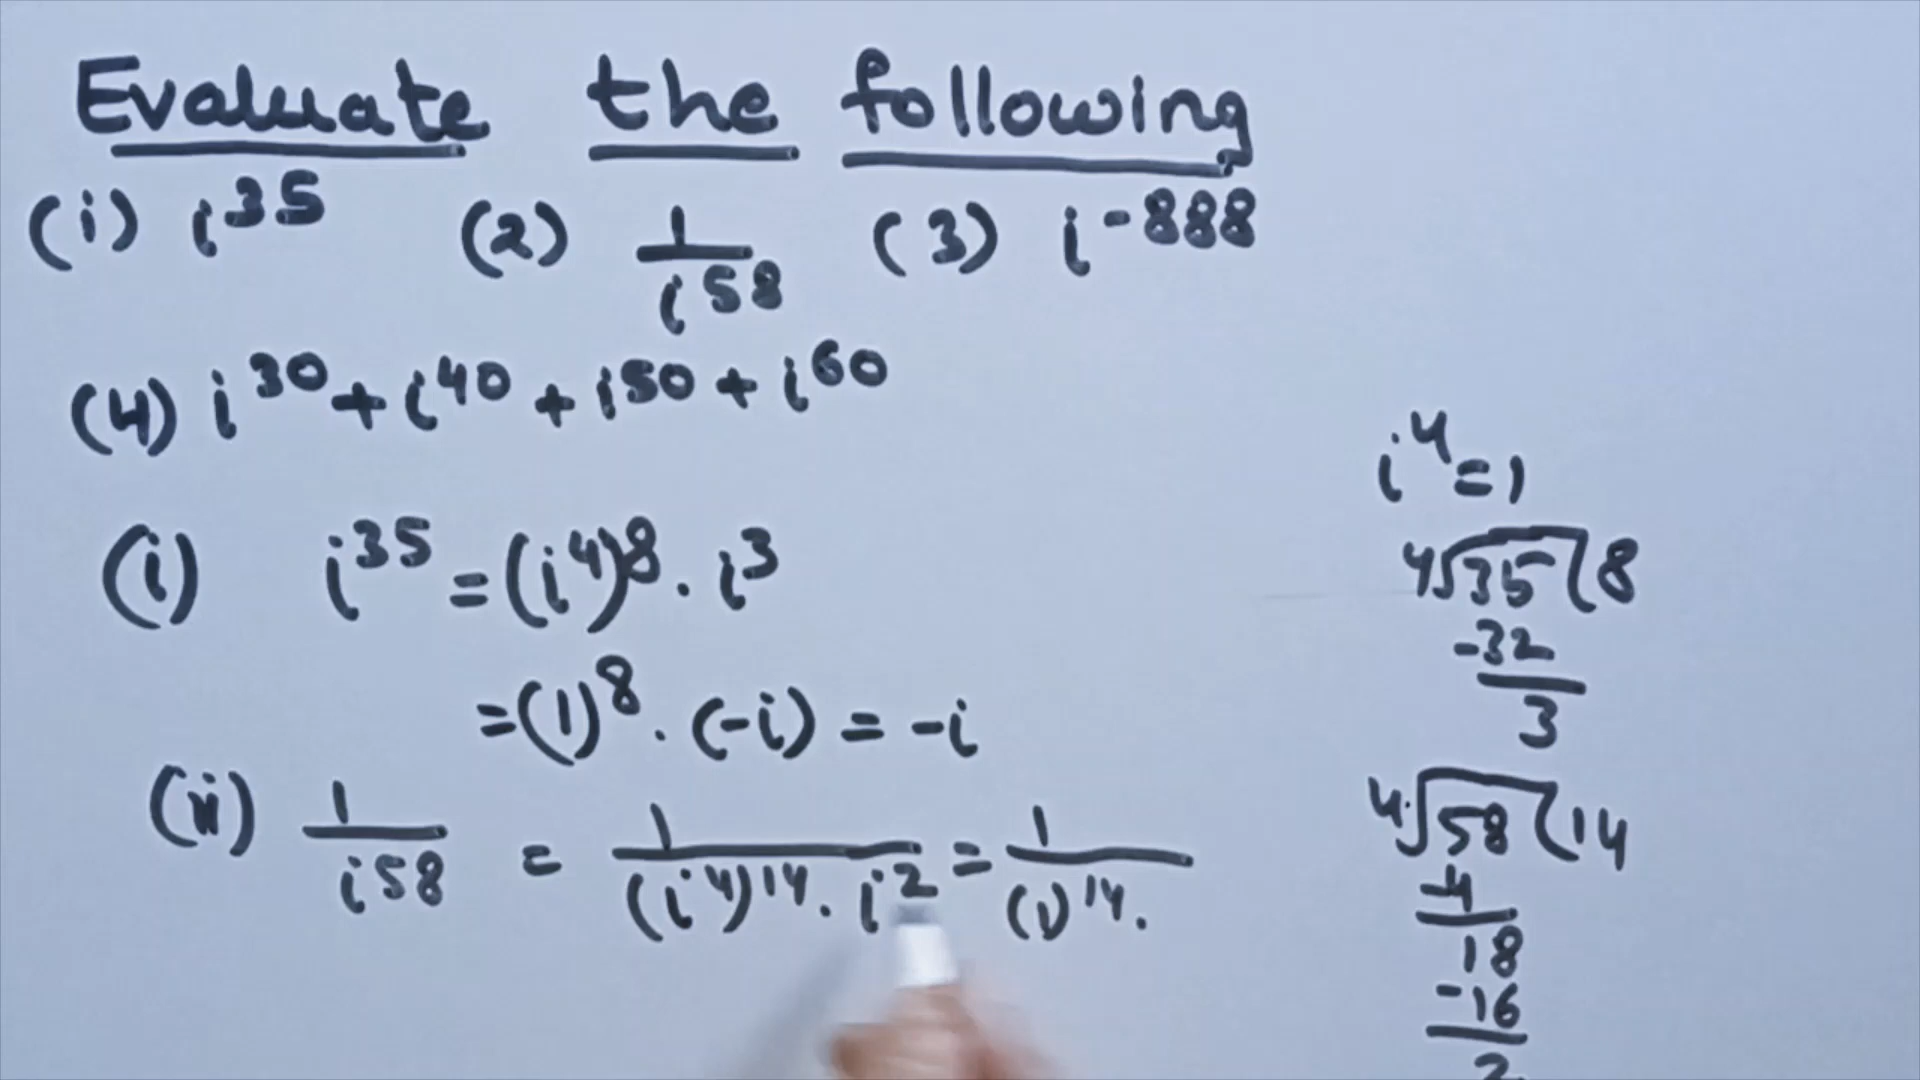 Evaluate the following
(i) i^35 (2) 1/i^58 (3) i^-888
(4) i^30 + i^40 + i^50 + i^60
(i) i^35 = (i^4)^8 . i^3
= (1)^8 . (-i) = -i
(ii) 1/i58 = 1/(i^4)^14 . i^2 = 1/(1)^14 .
i^4 = 1
4)35(8
-32
3
4)58(14
4
18
-16
2